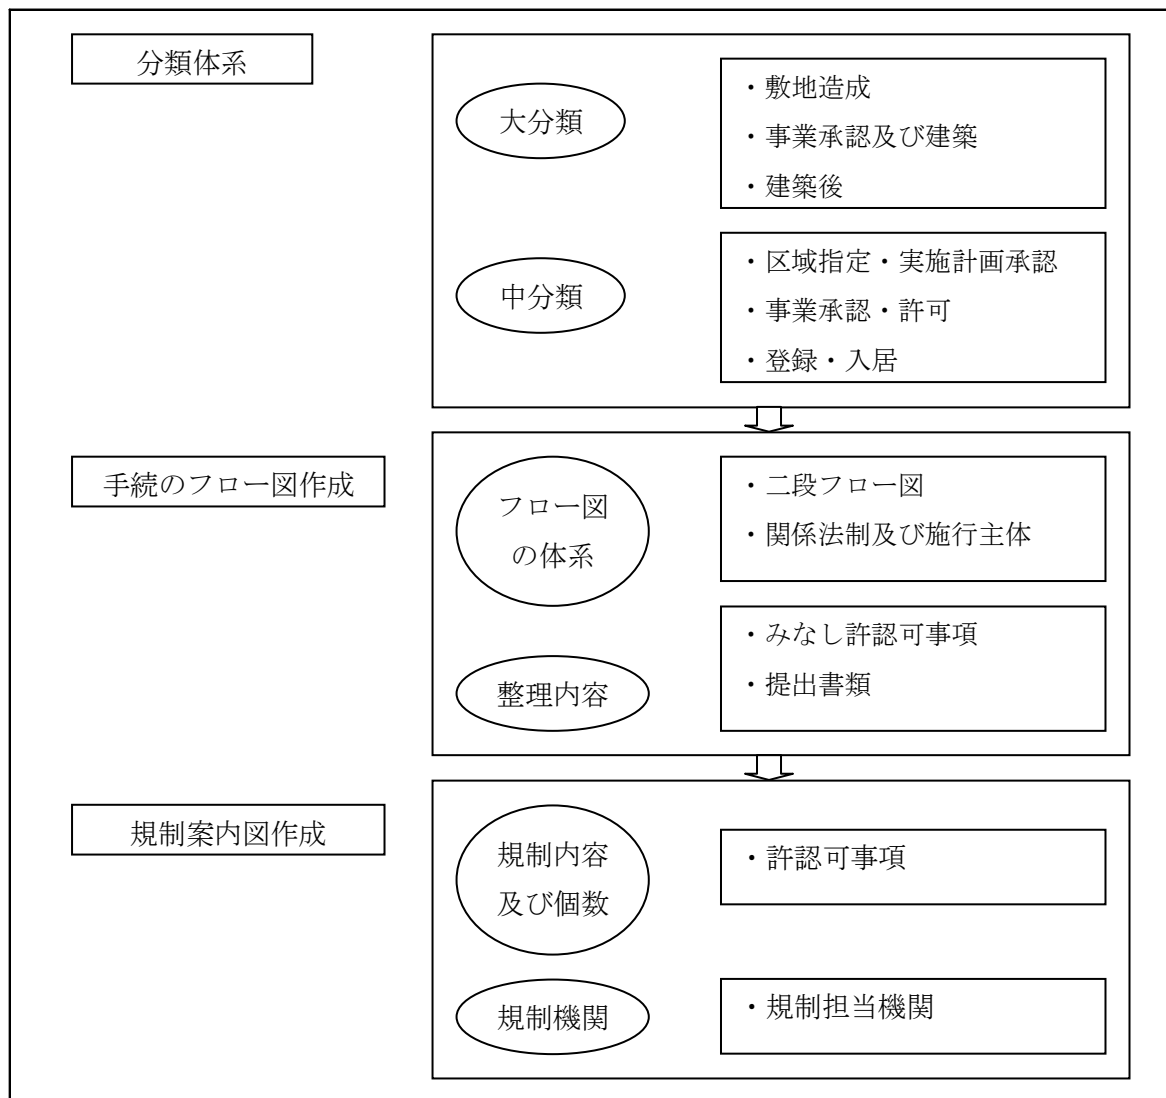 分類体系
大分類
・敷地造成
・事業承認及び建築
・建築後
中分類
・区域指定・実施計画承認
・事業承認・許可
・登録・入居
手続のフロー図作成
フロー図
の体系
・二段フロー図
・関係法制及び施行主体
整理内容
・みなし許認可事項
・提出書類
規制案内図作成
規制内容
及び個数
・許認可事項
規制機関
・規制担当機関